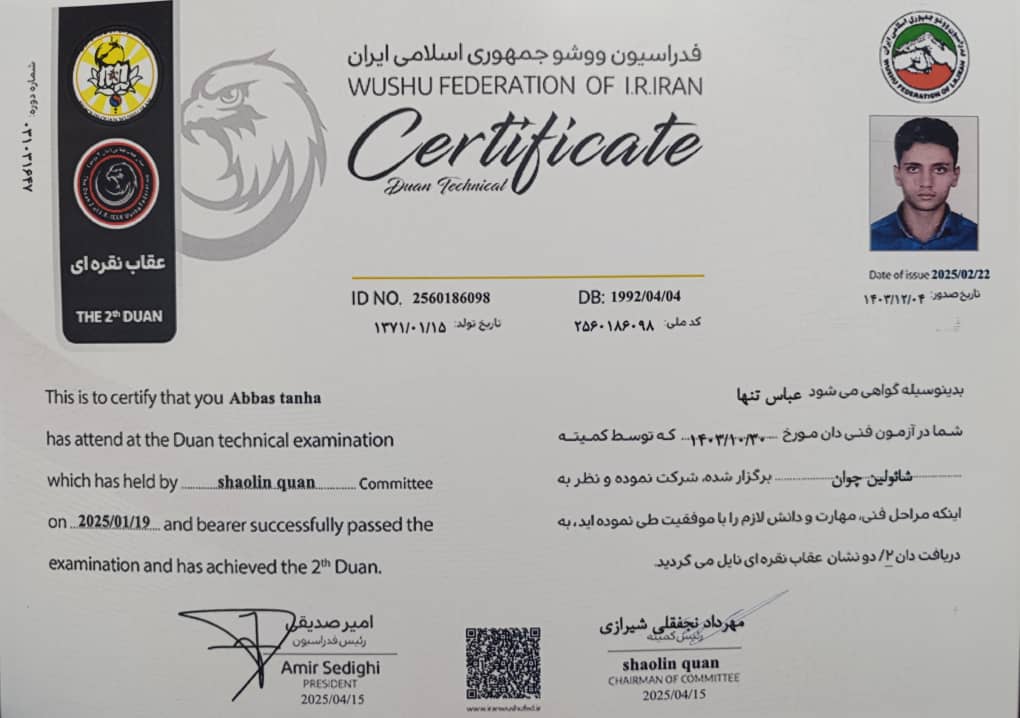 شماره دوره: ۰۳۱۰۳۱۶۴۷
فدراسیون ووشو جمهوری اسلامی ایران
WUSHU FEDERATION OF I.R.IRAN
Certificate
Duan Technical
WUSHU FEDERATION OF I.R.IRAN
عقاب نقره ای
THE 2th DUAN
Date of issue 2025/02/22
تاریخ صدور: ۱۴۰۳/۱۲/۰۴
ID NO. 2560186098 DB: 1992/04/04
تاریخ تولد: ۱۳۷۱/۰۱/۱۵
کد ملی: ۲۵۶۰۱۸۶۰۹۸
This is to certify that you Abbas tanha
has attend at the Duan technical examination
which has held by shaolin quan Committee
on 2025/01/19 and bearer successfully passed the
examination and has achieved the 2th Duan.
بدینوسیله گواهی می شود عباس تنها
شما در آزمون فنی دان مورخ ۱۴۰۳/۱۰/۳۰ که توسط کمیته
شائولین چوان برگزار شده، شرکت نموده و نظر به
اینکه مراحل فنی، مهارت و دانش لازم را با موفقیت طی نموده اید، به
دریافت دان ۲/ دو نشان عقاب نقره ای نایل می گردید.
امیر صدیقی
رئیس فدراسیون
Amir Sedighi
PRESIDENT
2025/04/15
www.iranwushufed.ir
مهرداد نجفقلی شیرازی
رئیس کمیته
shaolin quan
CHAIRMAN OF COMMITTEE
2025/04/15